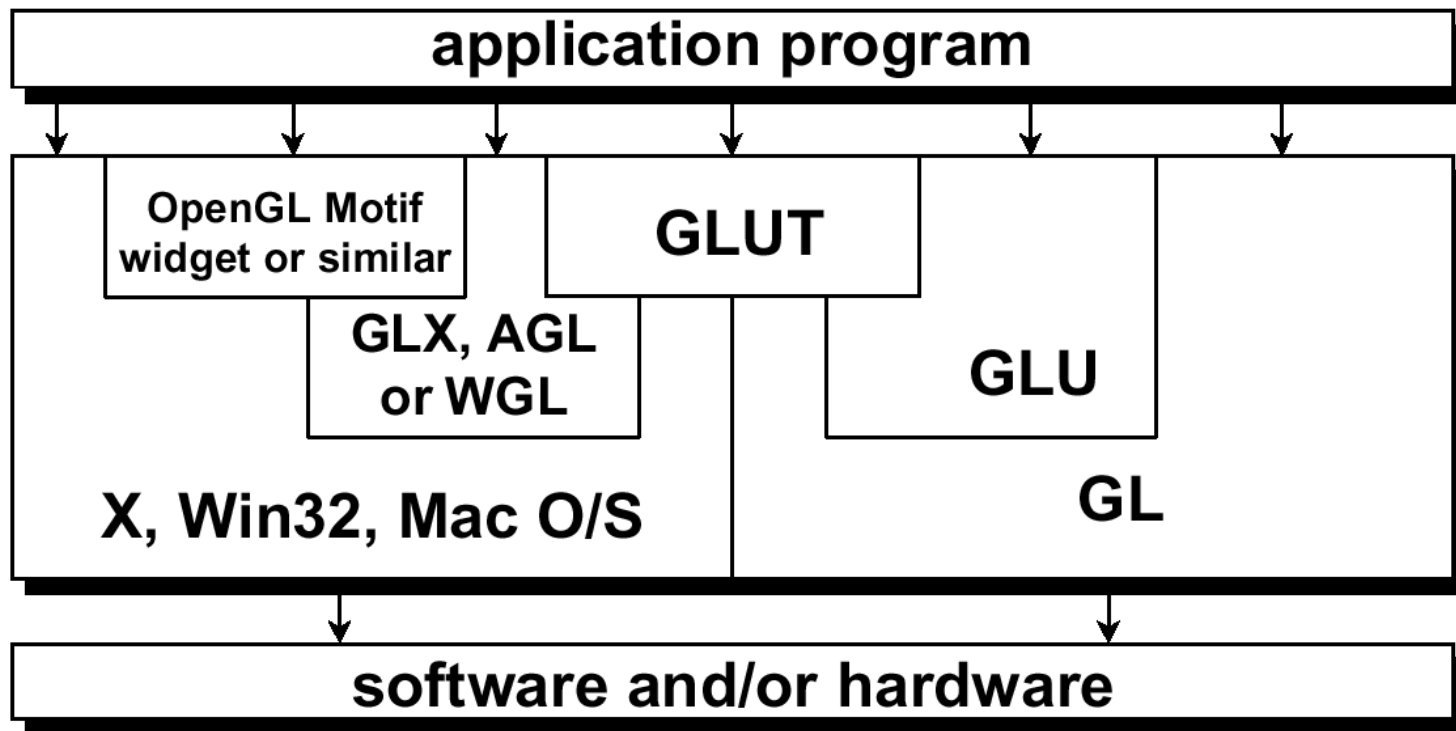 application program
OpenGL Motif
widget or similar
GLUT
GLX, AGL
or WGL
GLU
X, Win32, Mac O/S
GL
software and/or hardware